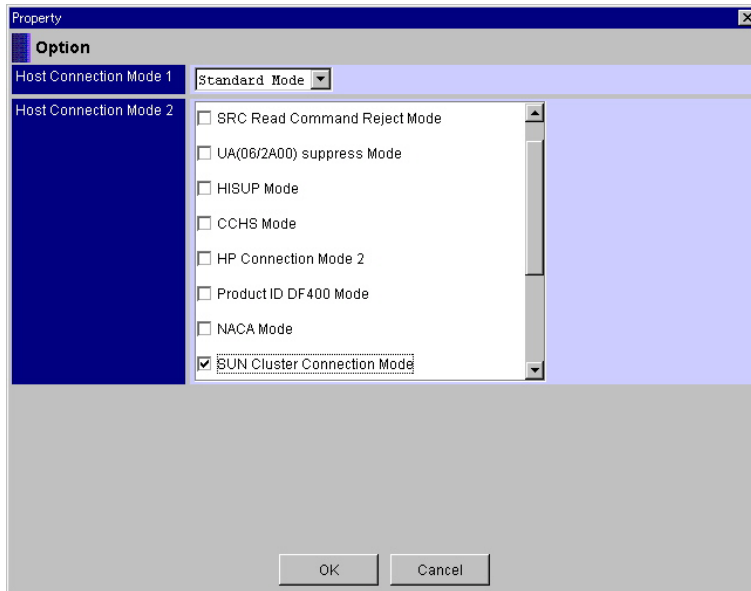 Property
Option
Host Connection Mode 1
Standard Mode
Host Connection Mode 2
SRC Read Command Reject Mode
UA(06/2A00) suppress Mode
HISUP Mode
CCHS Mode
HP Connection Mode 2
Product ID DF400 Mode
NACA Mode
SUN Cluster Connection Mode
OK
Cancel